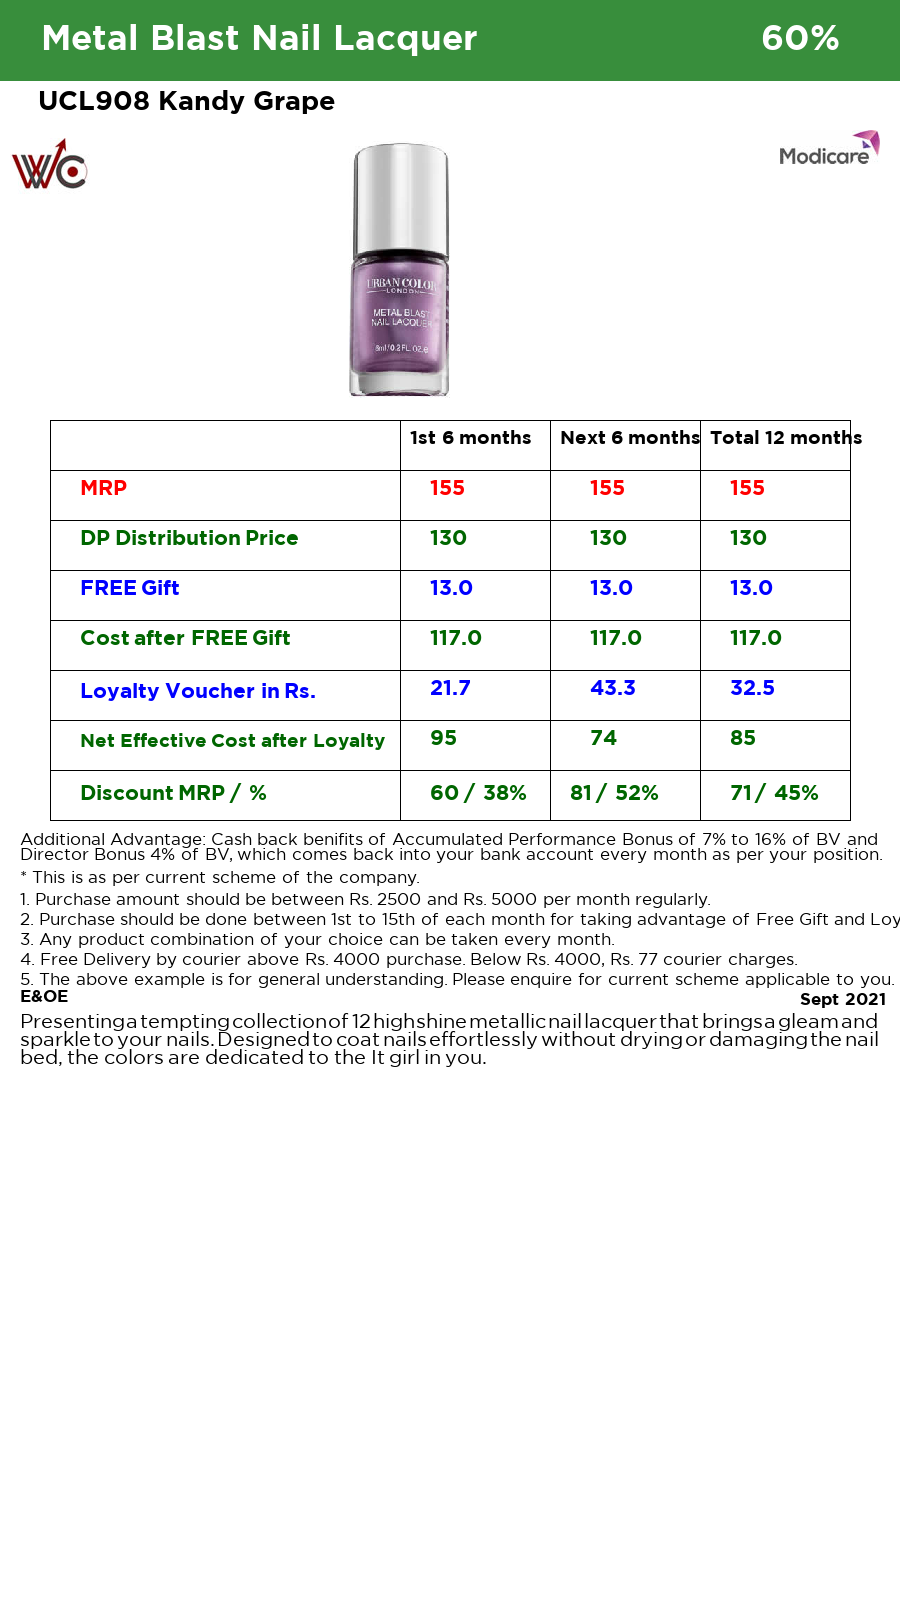 Metal Blast Nail Lacquer 60%
UCL908 Kandy Grape
WC
Modicare
URBAN COLOR
LONDON
METAL BLAST
NAIL LACQUER
1st 6 months Next 6 months Total 12 months
MRP 155 155 155
DP Distribution Price 130 130 130
FREE Gift 13.0 13.0 13.0
Cost after FREE Gift 117.0 117.0 117.0
Loyalty Voucher in Rs. 21.7 43.3 32.5
Net Effective Cost after Loyalty 95 74 85
Discount MRP / % 60 / 38% 81 / 52% 71 / 45%
Additional Advantage: Cash back benifits of Accumulated Performance Bonus of 7% to 16% of BV and
Director Bonus 4% of BV, which comes back into your bank account every month as per your position.
* This is as per current scheme of the company.
1. Purchase amount should be between Rs. 2500 and Rs. 5000 per month regularly.
2. Purchase should be done between 1st to 15th of each month for taking advantage of Free Gift and Loy
3. Any product combination of your choice can be taken every month.
4. Free Delivery by courier above Rs. 4000 purchase. Below Rs. 4000, Rs. 77 courier charges.
5. The above example is for general understanding. Please enquire for current scheme applicable to you.
E&OE
Sept 2021
Presenting a tempting collection of 12 high shine metallic nail lacquer that brings a gleam and
sparkle to your nails. Designed to coat nails effortlessly without drying or damaging the nail
bed, the colors are dedicated to the It girl in you.